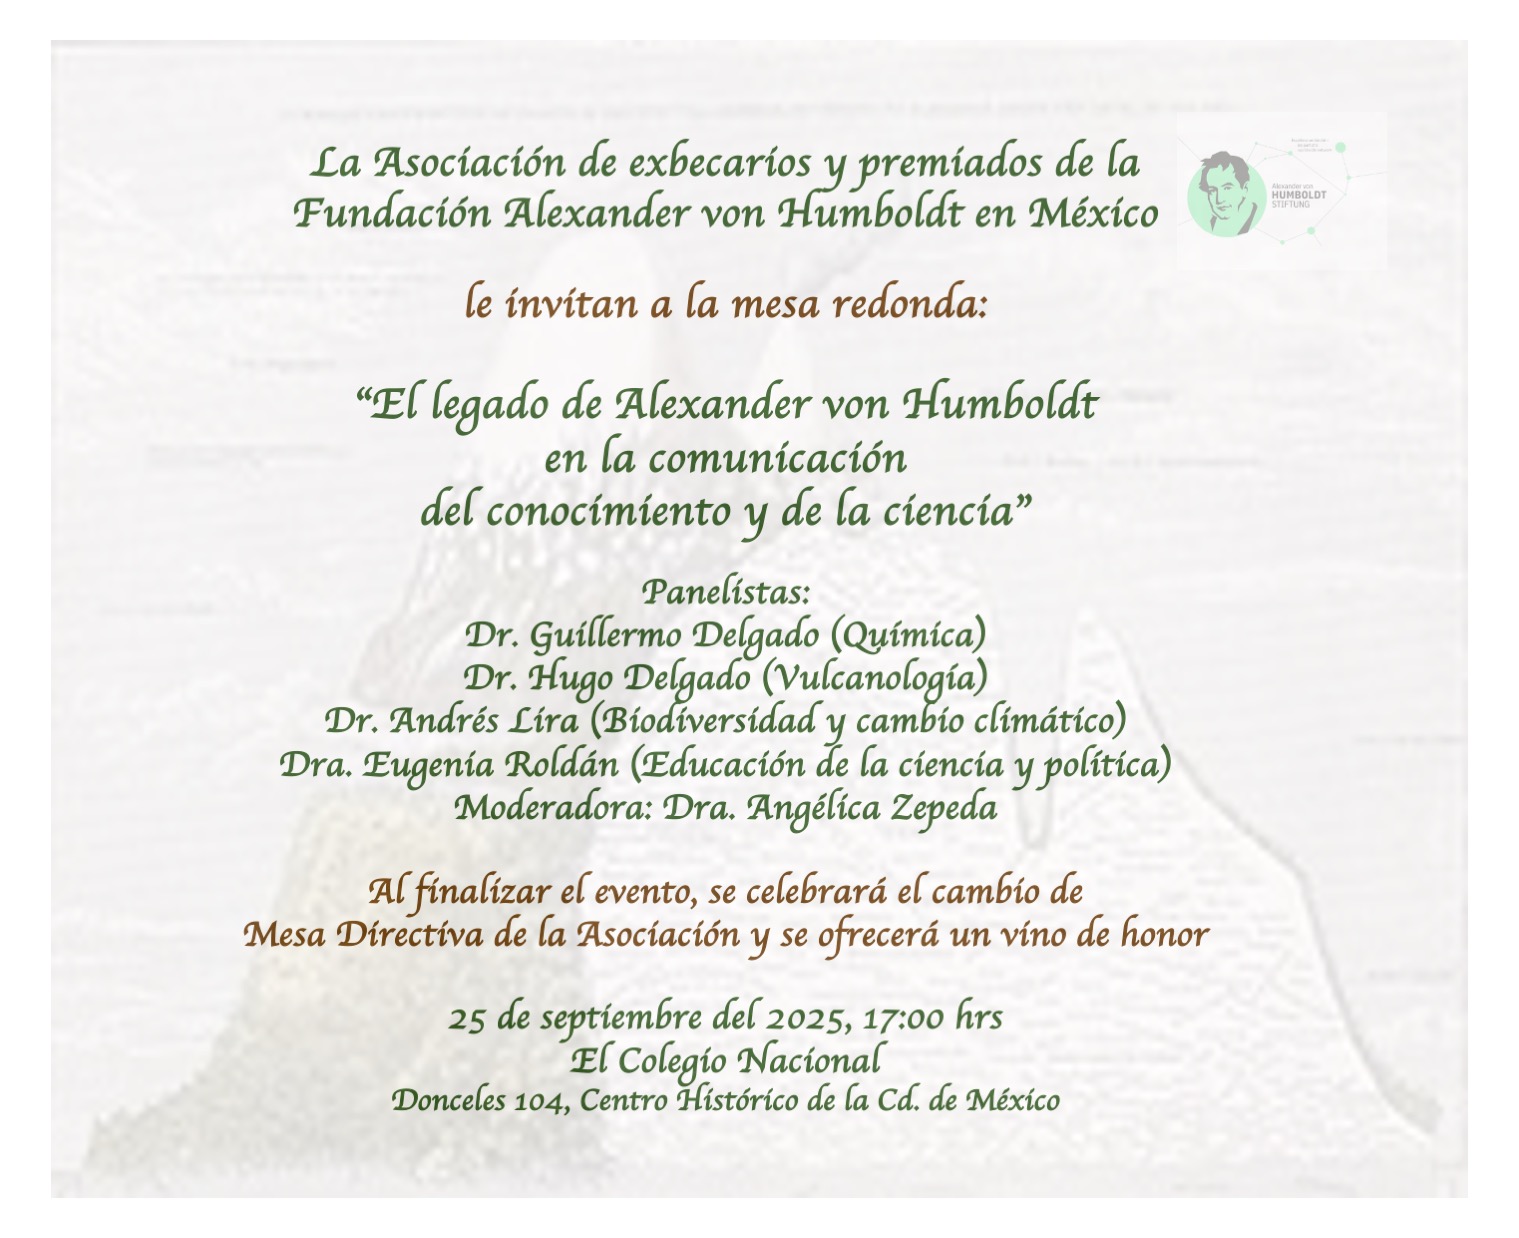 La Asociación de exbecarios y premiados de la
Fundación Alexander von Humboldt en México
Alexander von
HUMBOLDT
STIFTUNG
le invitan a la mesa redonda:
“El legado de Alexander von Humboldt
en la comunicación
del conocimiento y de la ciencia”
Panelistas:
Dr. Guillermo Delgado (Química)
Dr. Hugo Delgado (Vulcanología)
Dr. Andrés Lira (Biodiversidad y cambio climático)
Dra. Eugenia Roldán (Educación de la ciencia y política)
Moderadora: Dra. Angélica Zepeda
Al finalizar el evento, se celebrará el cambio de
Mesa Directiva de la Asociación y se ofrecerá un vino de honor
25 de septiembre del 2025, 17:00 hrs
El Colegio Nacional
Donceles 104, Centro Histórico de la Cd. de México